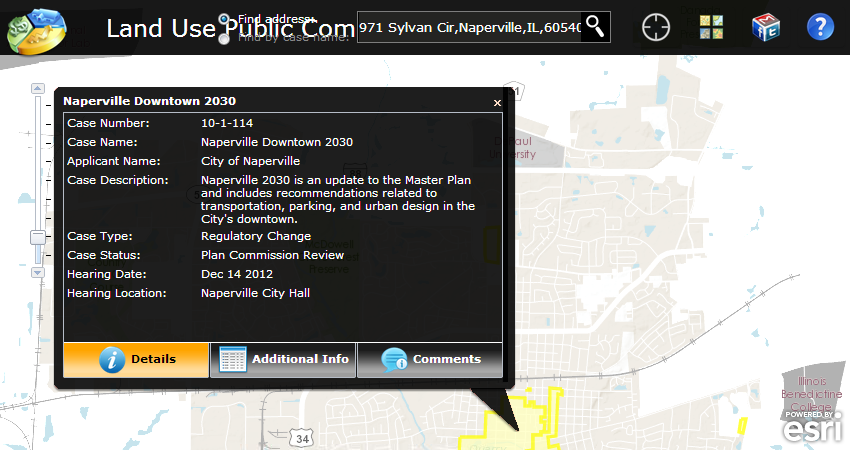 Land Use Public Com
Find address:
Find by case name:
971 Sylvan Cir,Naperville,IL,6054
Naperville Downtown 2030
x
Case Number: 10-1-114
Case Name: Naperville Downtown 2030
Applicant Name: City of Naperville
Case Description: Naperville 2030 is an update to the Master Plan
and includes recommendations related to
transportation, parking, and urban design in the
City's downtown.
Case Type: Regulatory Change
Case Status: Plan Commission Review
Hearing Date: Dec 14 2012
Hearing Location: Naperville City Hall
Details
Additional Info
Comments
University
McDowell
34
Illinois
Benedictine
College
POWERED BY
esri